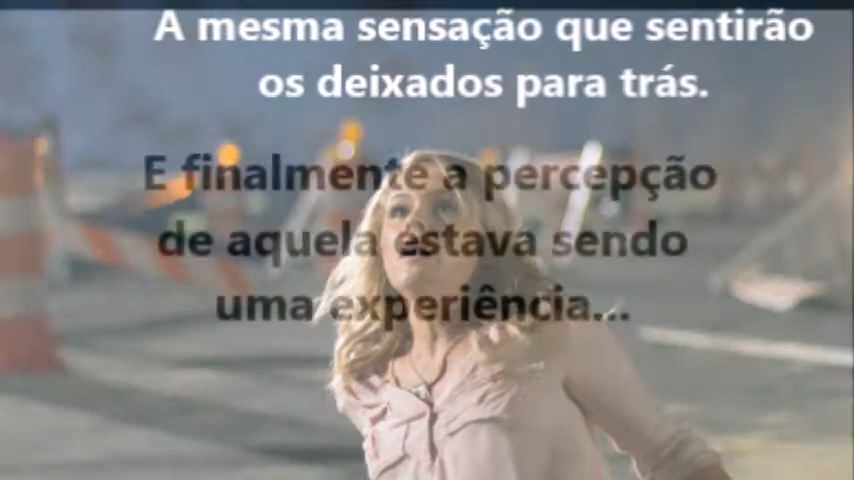 A mesma sensação que sentirão
os deixados para trás.
E finalmente a percepção
de aquela estava sendo
uma experiência...